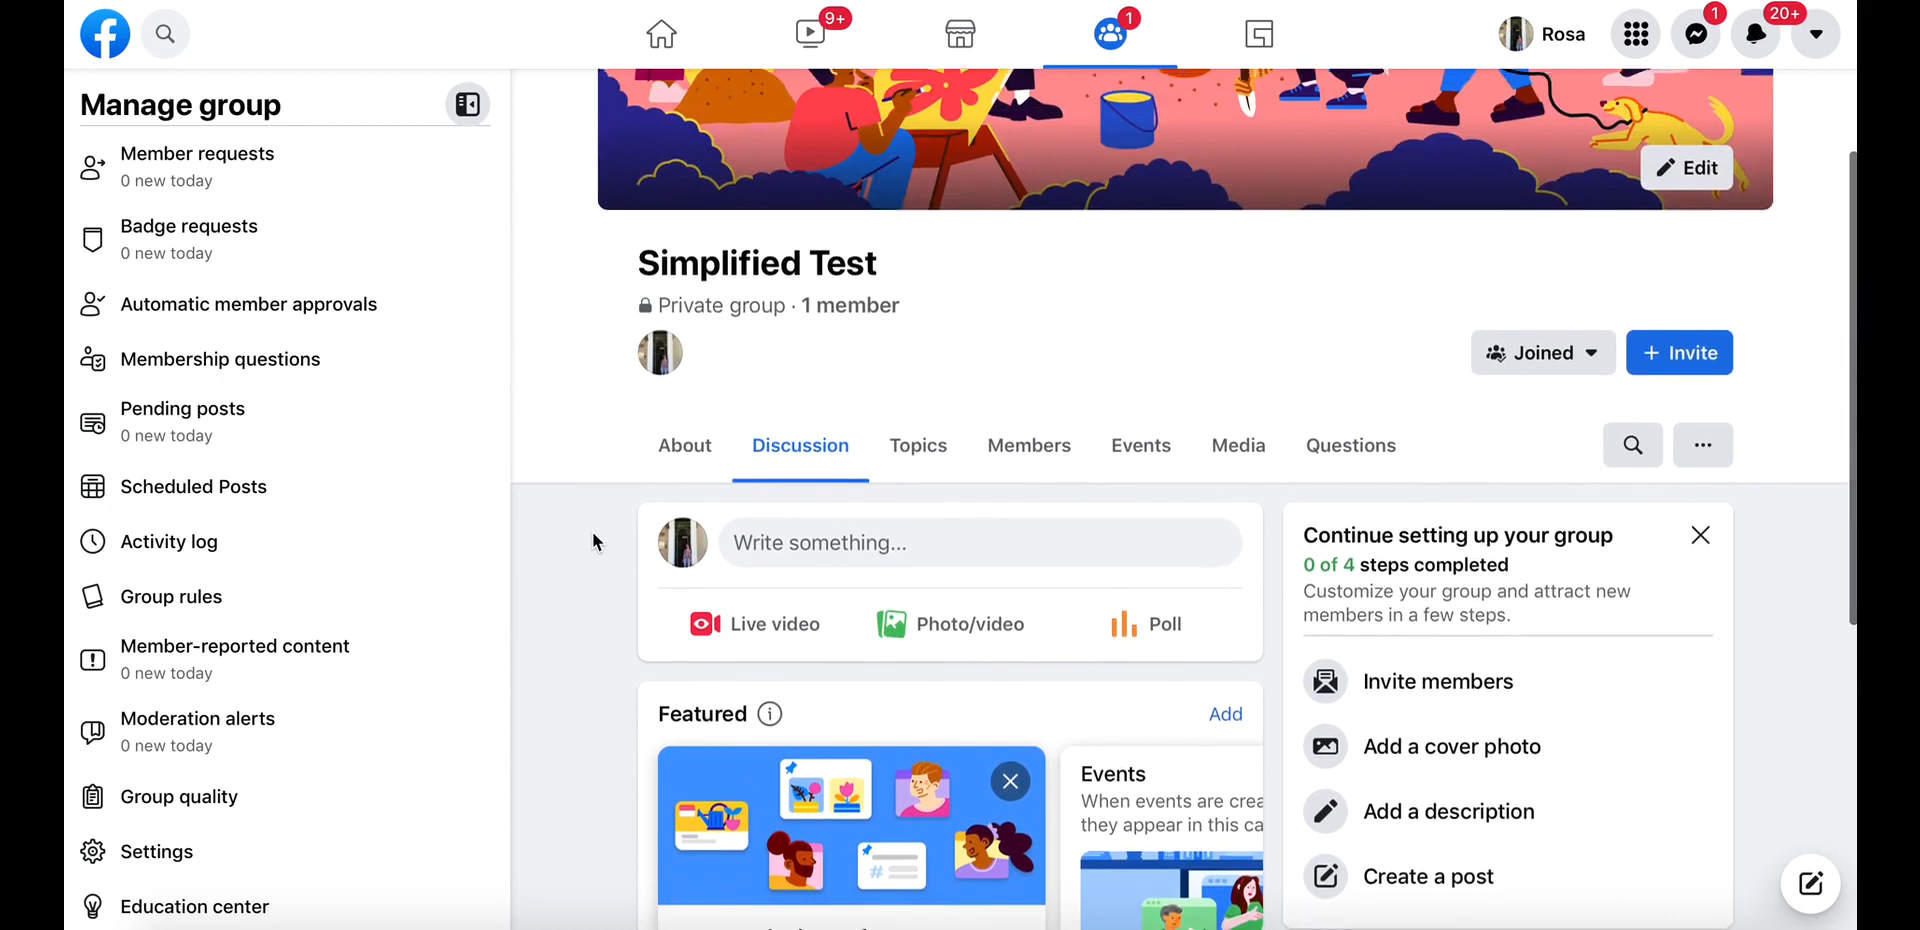 9+
1
Rosa
1
20+
Manage group
Member requests
0 new today
Badge requests
0 new today
Automatic member approvals
Membership questions
Pending posts
0 new today
Scheduled Posts
Activity log
Group rules
Member-reported content
0 new today
Moderation alerts
0 new today
Group quality
Settings
Education center
Edit
Simplified Test
Private group · 1 member
Joined
+ Invite
About Discussion Topics Members Events Media Questions
Write something...
Live video
Photo/video
Poll
Featured
Add
Events
When events are crea
they appear in this ca
Continue setting up your group
0 of 4 steps completed
Customize your group and attract new
members in a few steps.
Invite members
Add a cover photo
Add a description
Create a post